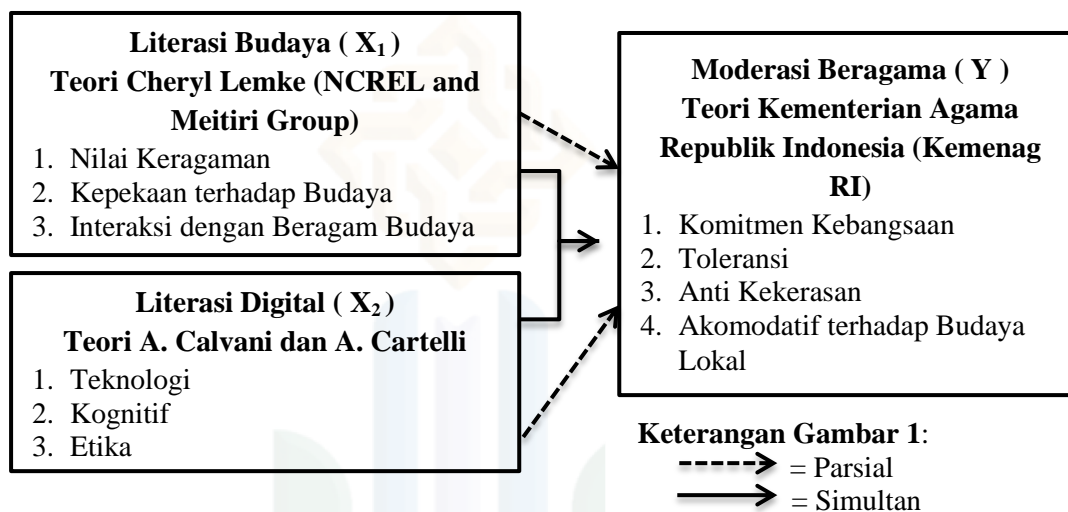 Literasi Budaya ( X₁ )
Teori Cheryl Lemke (NCREL and
Meitiri Group)
1. Nilai Keragaman
2. Kepekaan terhadap Budaya
3. Interaksi dengan Beragam Budaya
Literasi Digital ( X₂ )
Teori A. Calvani dan A. Cartelli
1. Teknologi
2. Kognitif
3. Etika
Moderasi Beragama ( Y )
Teori Kementerian Agama
Republik Indonesia (Kemenag
RI)
1. Komitmen Kebangsaan
2. Toleransi
3. Anti Kekerasan
4. Akomodatif terhadap Budaya
Lokal
Keterangan Gambar 1:
= Parsial
= Simultan